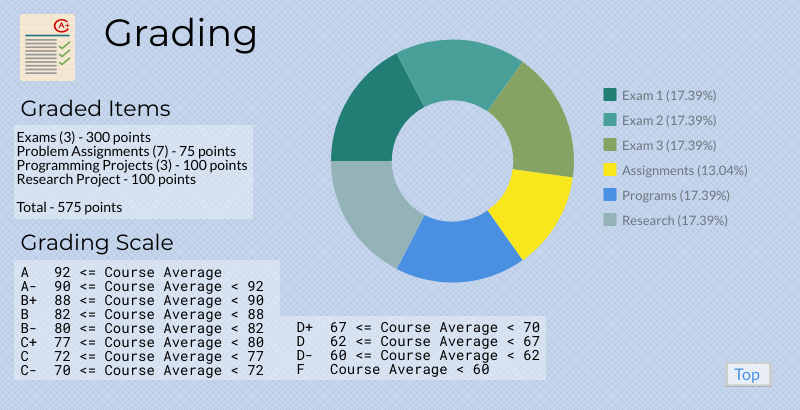 A+
Grading
Graded Items
Exams (3) - 300 points
Problem Assignments (7) - 75 points
Programming Projects (3) - 100 points
Research Project - 100 points
Total - 575 points
Exam 1 (17.39%)
Exam 2 (17.39%)
Exam 3 (17.39%)
Assignments (13.04%)
Programs (17.39%)
Research (17.39%)
Grading Scale
A 92 <= Course Average
A- 90 <= Course Average < 92
B+ 88 <= Course Average < 90
B 82 <= Course Average < 88
B- 80 <= Course Average < 82
C+ 77 <= Course Average < 80
C 72 <= Course Average < 77
C- 70 <= Course Average < 72
D+ 67 <= Course Average < 70
D 62 <= Course Average < 67
D- 60 <= Course Average < 62
F Course Average < 60
Top